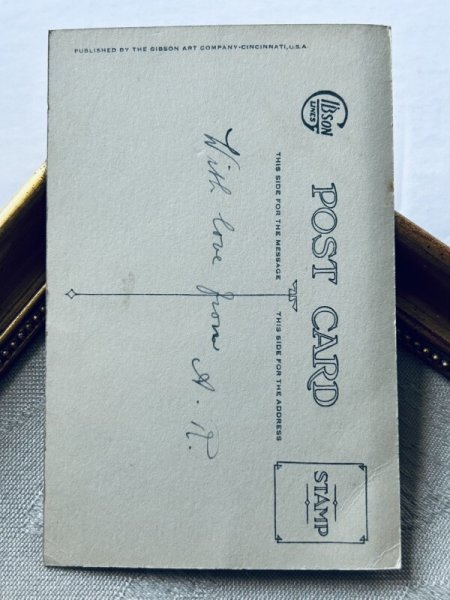 PUBLISHED BY THE GIBSON ART COMPANY-CINCINNATI, U.S.A.
GIBSON
LINES
POST CARD
THIS SIDE FOR THE MESSAGE
THIS SIDE FOR THE ADDRESS
STAMP
With love from A. R.